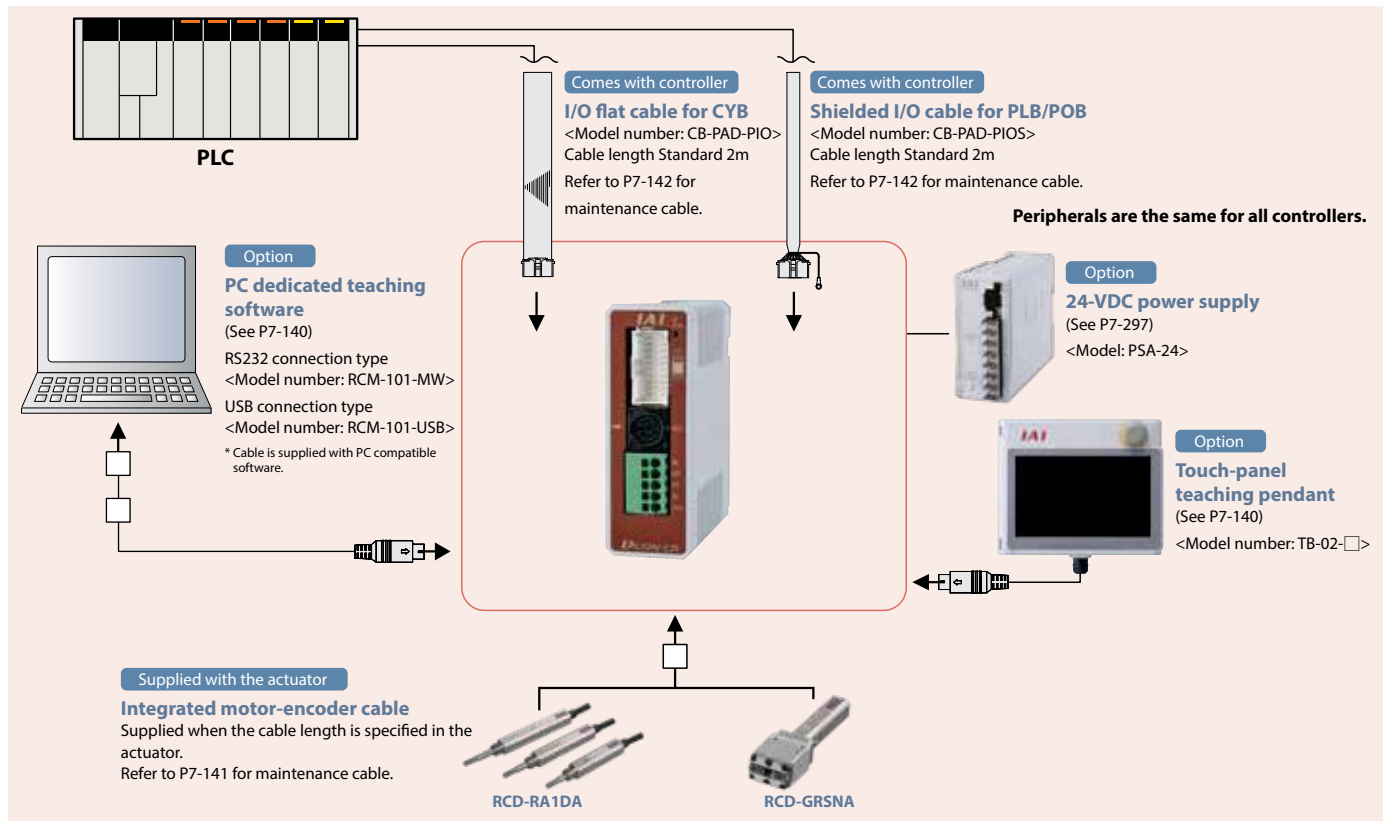 PLC
Comes with controller
I/O flat cable for CYB
<Model number: CB-PAD-PIO>
Cable length Standard 2m
Refer to P7-142 for
maintenance cable.
Comes with controller
Shielded I/O cable for PLB/POB
<Model number: CB-PAD-PIOS>
Cable length Standard 2m
Refer to P7-142 for maintenance cable.
Peripherals are the same for all controllers.
Option
PC dedicated teaching
software
(See P7-140)
RS232 connection type
<Model number: RCM-101-MW>
USB connection type
<Model number: RCM-101-USB>
* Cable is supplied with PC compatible
software.
IAI
Option
24-VDC power supply
(See P7-297)
<Model: PSA-24>
IAI
Option
Touch-panel
teaching pendant
(See P7-140)
<Model number: TB-02-□>
Supplied with the actuator
Integrated motor-encoder cable
Supplied when the cable length is specified in the
actuator.
Refer to P7-141 for maintenance cable.
RCD-RA1DA
RCD-GRSNA